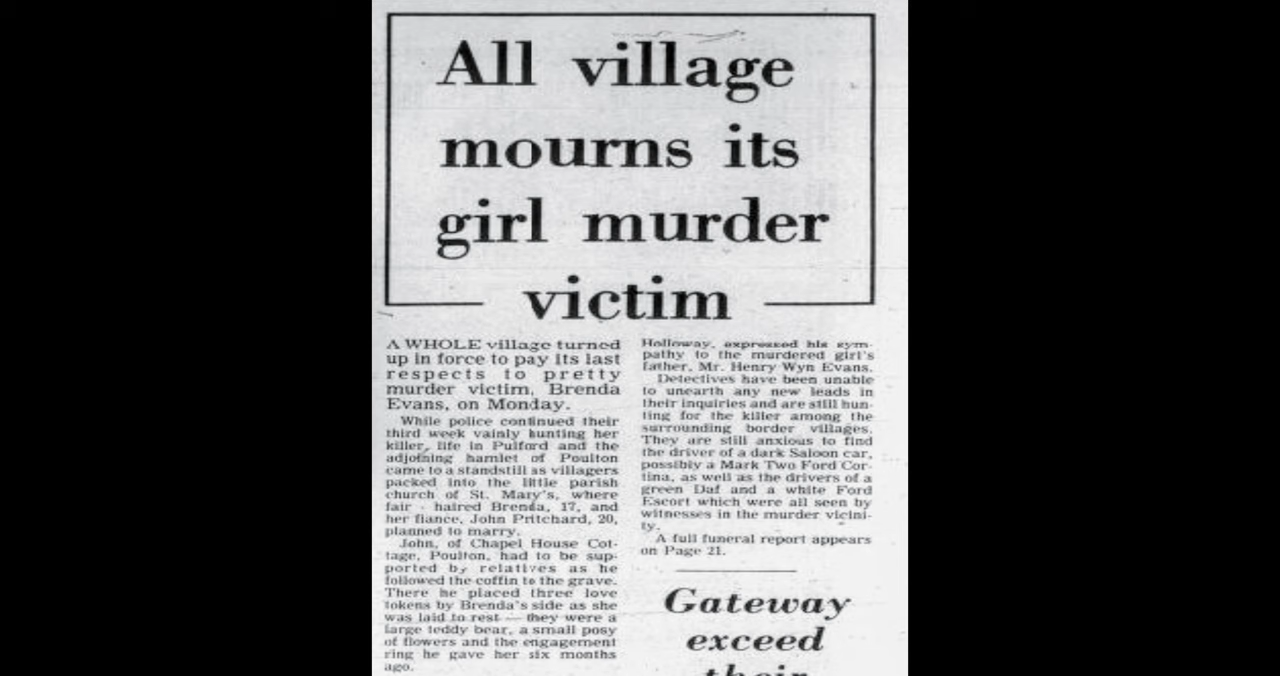 All village
mourns its
girl murder
victim
A WHOLE village turned
up in force to pay its last
respects to pretty
murder victim, Brenda
Evans, on Monday.
While police continued their
third week vainly hunting her
killer, life in Pulford and the
adjoining hamlet of Poulton
came to a standstill as villagers
packed into the little parish
church of St. Mary's, where
fair - haired Brenda, 17, and
her fiance, John Pritchard, 20,
planned to marry.
John, of Chapel House Cot-
tage, Poulton, had to be sup-
ported by relatives as he
followed the coffin to the grave.
There he placed three love
tokens by Brenda's side as she
was laid to rest — they were a
large teddy bear, a small posy
of flowers and the engagement
ring he gave her six months
ago.
Holloway, expressed his sym-
pathy to the murdered girl's
father, Mr. Henry Wyn Evans.
Detectives have been unable
to unearth any new leads in
their inquiries and are still hun-
ting for the killer among the
surrounding border villages.
They are still anxious to find
the driver of a dark Saloon car,
possibly a Mark Two Ford Cor-
tina, as well as the drivers of a
green Daf and a white Ford
Escort which were all seen by
witnesses in the murder vicini-
ty.
A full funeral report appears
on Page 21.
Gateway
exceed
their